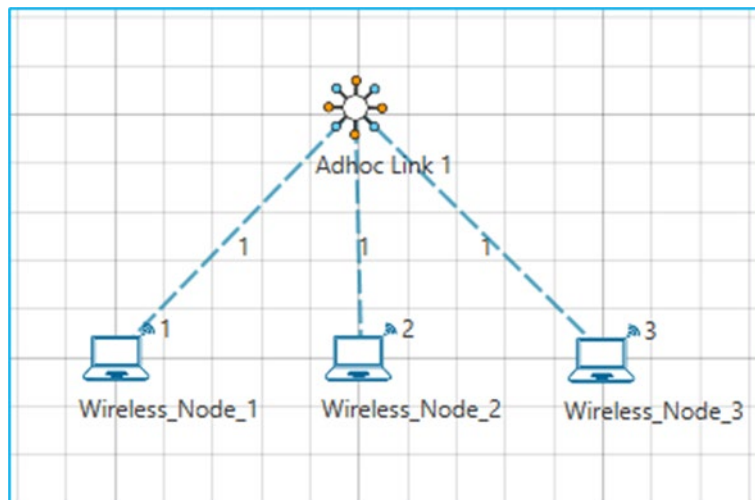 Adhoc Link 1
1 1 1
1 2 3
Wireless_Node_1 Wireless_Node_2 Wireless_Node_3